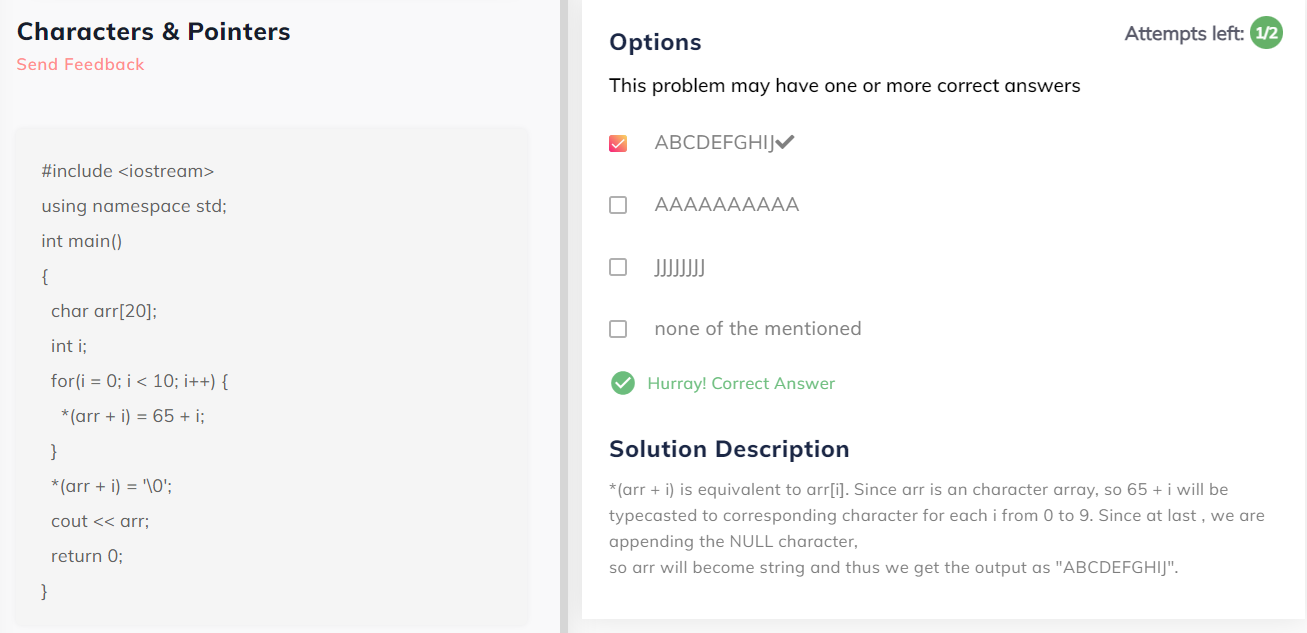 Characters & Pointers
Send Feedback
#include <iostream>
using namespace std;
int main()
{
char arr[20];
int i;
for(i = 0; i < 10; i++) {
*(arr + i) = 65 + i;
}
*(arr + i) = '\0';
cout << arr;
return 0;
}
Options
Attempts left: 1/2
This problem may have one or more correct answers
ABCDEFGHIJ✔
AAAAAAAAAA
JJJJJJJJ
none of the mentioned
Hurray! Correct Answer
Solution Description
*(arr + i) is equivalent to arr[i]. Since arr is an character array, so 65 + i will be
typecasted to corresponding character for each i from 0 to 9. Since at last , we are
appending the NULL character,
so arr will become string and thus we get the output as "ABCDEFGHIJ".